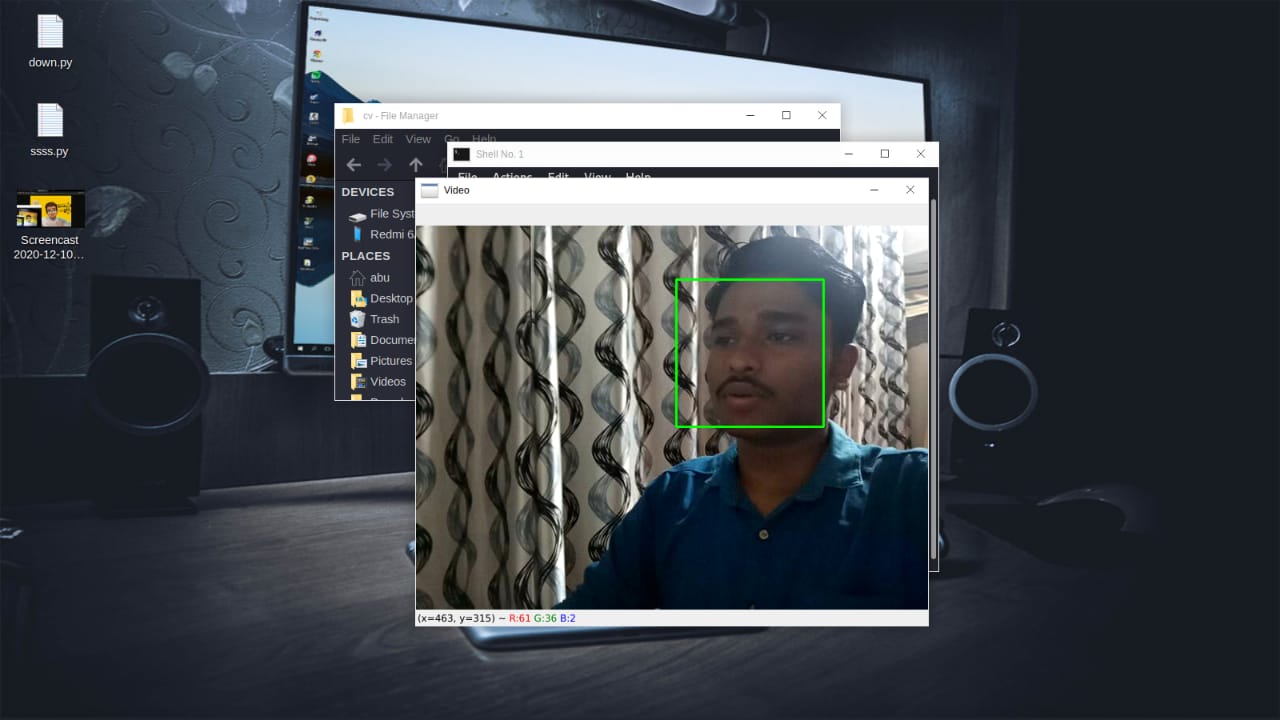 down.py
ssss.py
Screencast
2020-12-10...
cv - File Manager
File Edit View Go Help
DEVICES
File Syst
Redmi 6
PLACES
abu
Desktop
Trash
Docume
Pictures
Videos
Shell No. 1
File Actions Edit View Help
Video
(x=463, y=315) ~ R:61 G:36 B:2